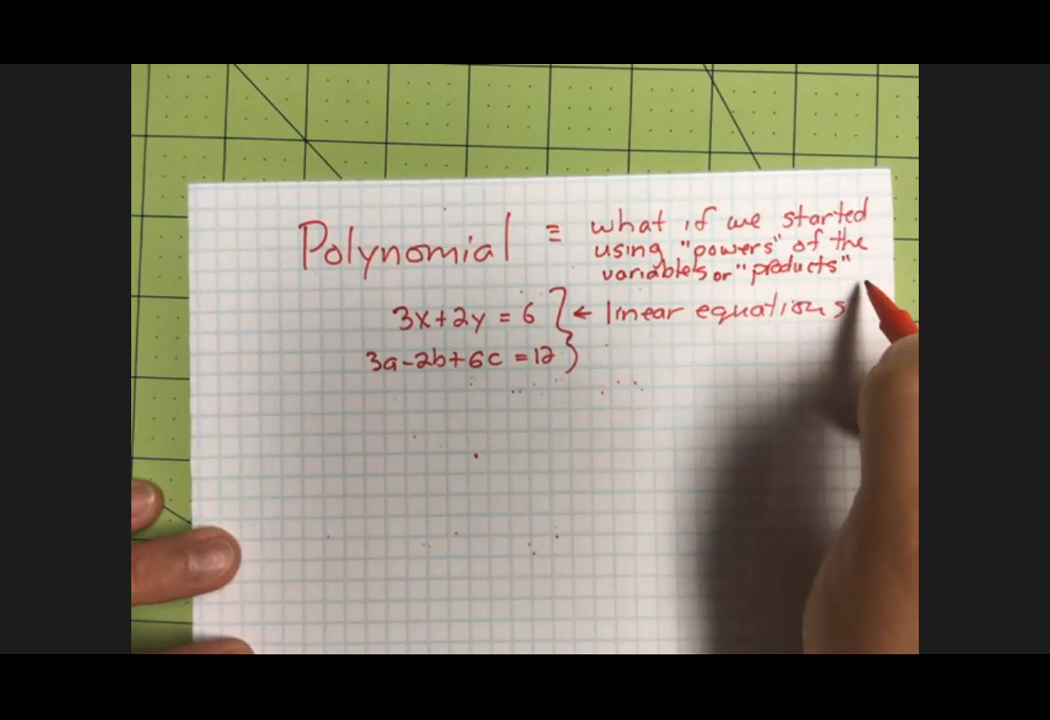 Polynomial ≡ what if we started
using "powers" of the
variables or "products"
3x+2y = 6 } ← linear equations
3a-2b+6c = 12